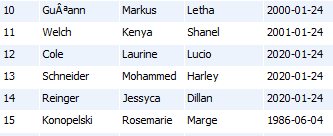 10 GuÃªann Markus Letha 2000-01-24
11 Welch Kenya Shanel 2001-01-24
12 Cole Laurine Lucio 2020-01-24
13 Schneider Mohammed Harley 2020-01-24
14 Reinger Jessyca Dillan 2020-01-24
15 Konopelski Rosemarie Marge 1986-06-04